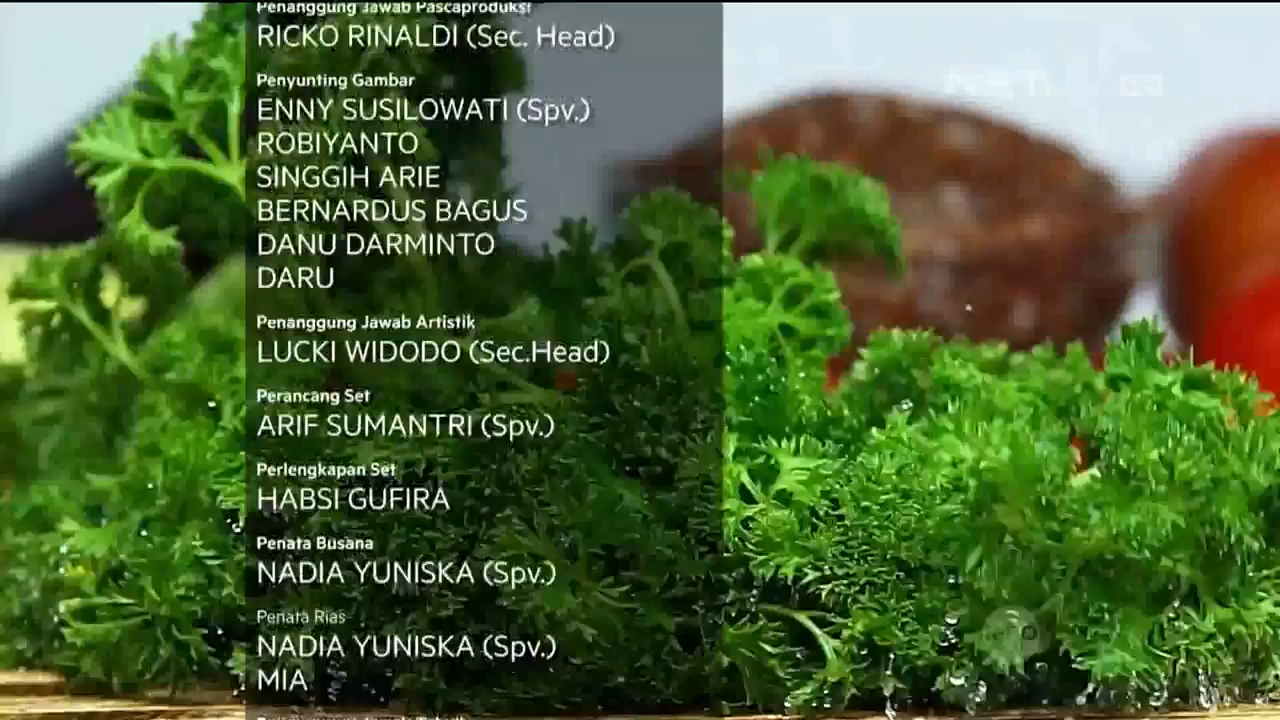 Penanggung Jawab Pascaproduksi
RICKO RINALDI (Sec. Head)
Penyunting Gambar
ENNY SUSILOWATI (Spv.)
ROBIYANTO
SINGGIH ARIE
BERNARDUS BAGUS
DANU DARMINTO
DARU
Penanggung Jawab Artistik
LUCKI WIDODO (Sec.Head)
Perancang Set
ARIF SUMANTRI (Spv.)
Perlengkapan Set
HABSI GUFIRA
Penata Busana
NADIA YUNISKA (Spv.)
Penata Rias
NADIA YUNISKA (Spv.)
MIA